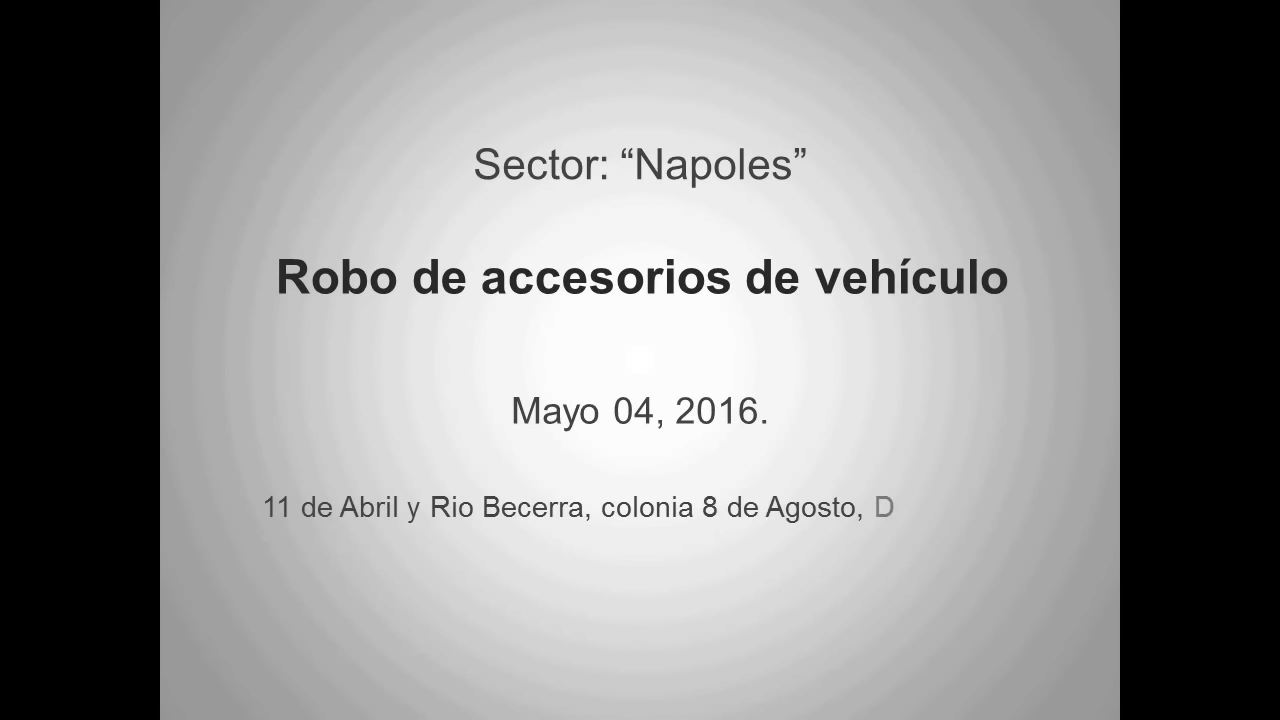 Sector: “Napoles”
Robo de accesorios de vehículo
Mayo 04, 2016.
11 de Abril y Rio Becerra, colonia 8 de Agosto, D